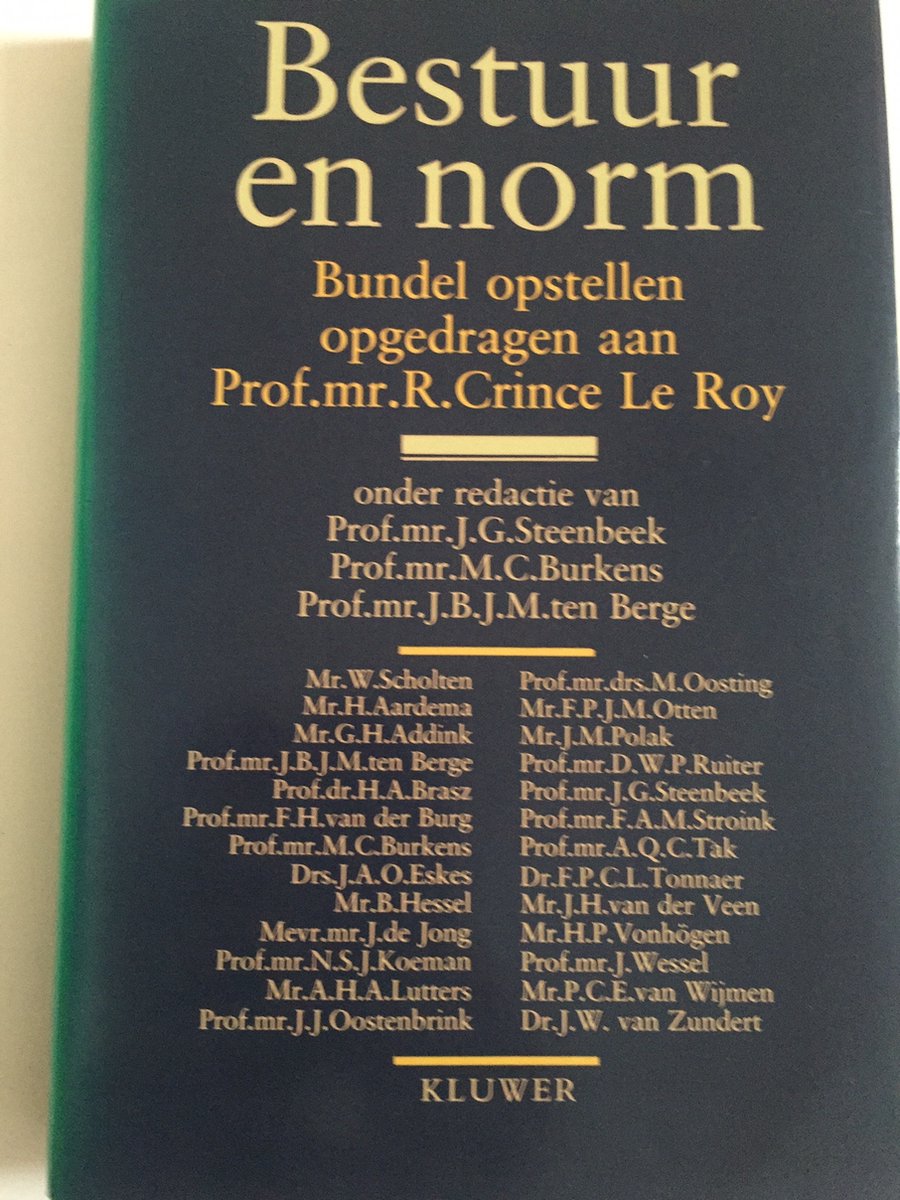 Bestuur
en norm
Bundel opstellen
opgedragen aan
Prof.mr.R.Crince Le Roy
onder redactie van
Prof.mr.J.G.Steenbeek
Prof.mr.M.C.Burkens
Prof.mr.J.B.J.M.ten Berge
Mr.W.Scholten
Mr.H.Aardema
Mr.G.H.Addink
Prof.mr.J.B.J.M.ten Berge
Prof.dr.H.A.Brasz
Prof.mr.F.H.van der Burg
Prof.mr.M.C.Burkens
Drs.J.A.O.Eskes
Mr.B.Hessel
Mevr.mr.J.de Jong
Prof.mr.N.S.J.Koeman
Mr.A.H.A.Lutters
Prof.mr.J.J.Oostenbrink
Prof.mr.drs.M.Oosting
Mr.F.P.J.M.Otten
Mr.J.M.Polak
Prof.mr.D.W.P.Ruiter
Prof.mr.J.G.Steenbeek
Prof.mr.F.A.M.Stroink
Prof.mr.A.Q.C.Tak
Dr.F.P.C.L.Tonnaer
Mr.J.H.van der Veen
Mr.H.P.Vonhögen
Prof.mr.J.Wessel
Mr.P.C.E.van Wijmen
Dr.J.W. van Zundert
KLUWER